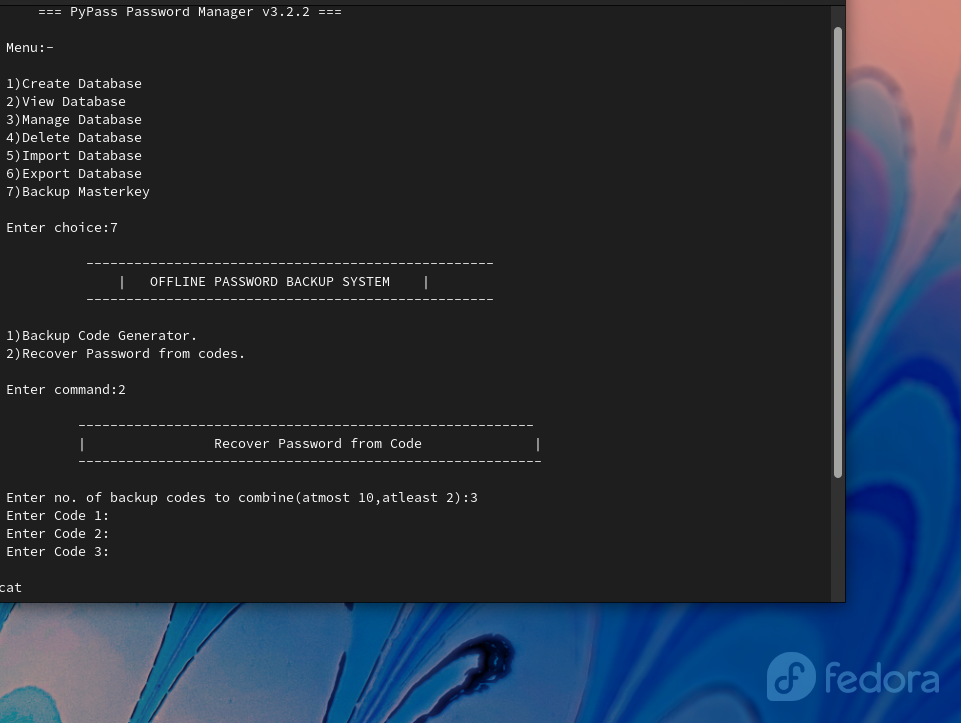 === PyPass Password Manager v3.2.2 ===
Menu:-
1)Create Database
2)View Database
3)Manage Database
4)Delete Database
5)Import Database
6)Export Database
7)Backup Masterkey
Enter choice:7
---------------------------------------------------
| OFFLINE PASSWORD BACKUP SYSTEM |
---------------------------------------------------
1)Backup Code Generator.
2)Recover Password from codes.
Enter command:2
---------------------------------------------------------
| Recover Password from Code |
----------------------------------------------------------
Enter no. of backup codes to combine(atmost 10,atleast 2):3
Enter Code 1:
Enter Code 2:
Enter Code 3:
cat
fedora